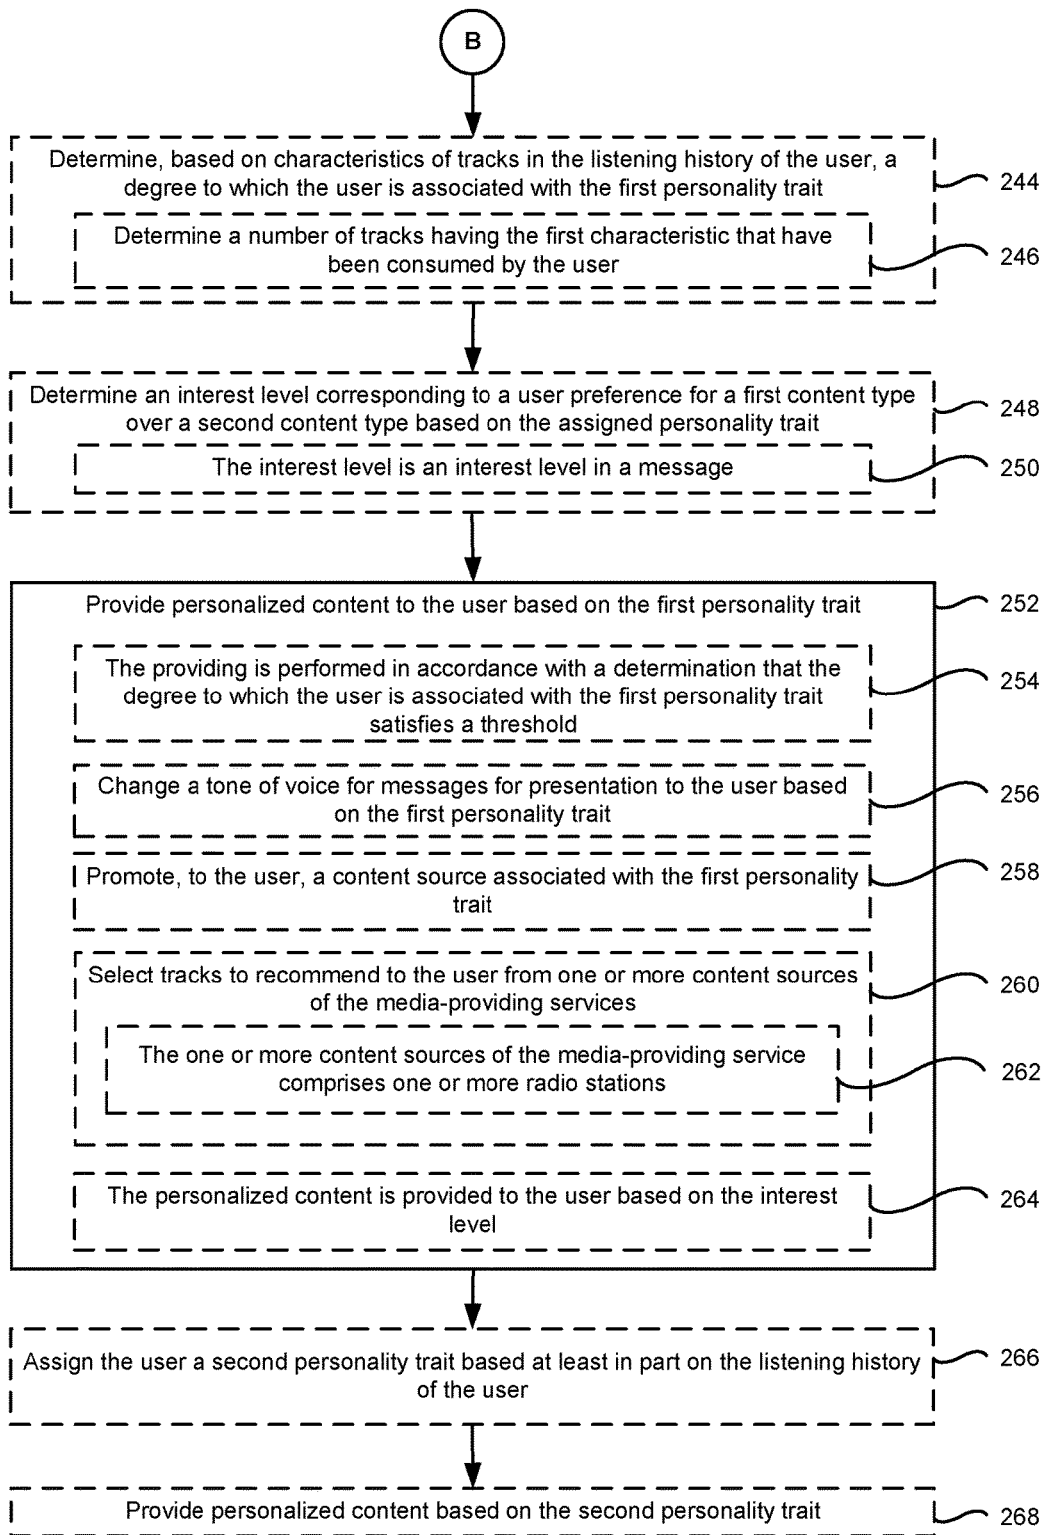 B
Determine, based on characteristics of tracks in the listening history of the user, a
degree to which the user is associated with the first personality trait
244
Determine a number of tracks having the first characteristic that have
been consumed by the user
246
Determine an interest level corresponding to a user preference for a first content type
over a second content type based on the assigned personality trait
248
The interest level is an interest level in a message
250
Provide personalized content to the user based on the first personality trait
252
The providing is performed in accordance with a determination that the
degree to which the user is associated with the first personality trait
satisfies a threshold
254
Change a tone of voice for messages for presentation to the user based
on the first personality trait
256
Promote, to the user, a content source associated with the first personality
trait
258
Select tracks to recommend to the user from one or more content sources
of the media-providing services
260
The one or more content sources of the media-providing service
comprises one or more radio stations
262
The personalized content is provided to the user based on the interest
level
264
Assign the user a second personality trait based at least in part on the listening history
of the user
266
Provide personalized content based on the second personality trait
268